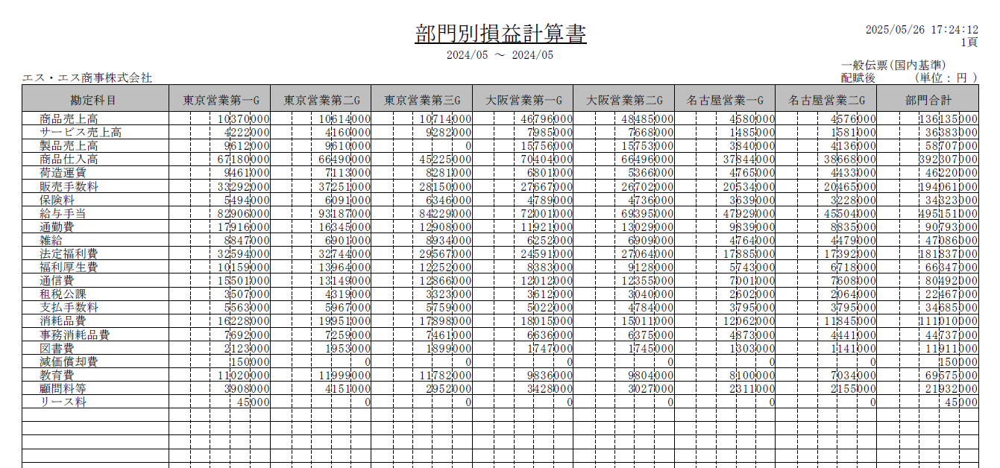 部門別損益計算書
2025/05/26 17:24:12
1頁
2024/05 ～ 2024/05
一般伝票(国内基準)
エス・エス商事株式会社 配賦後 (単位：円 )
勘定科目 東京営業第一G 東京営業第二G 東京営業第三G 大阪営業第一G 大阪営業第二G 名古屋営業一G 名古屋営業二G 部門合計
商品売上高 10370000 10614000 10714000 46796000 48485000 4580000 4576000 136135000
サービス売上高 4222000 4160000 9282000 7985000 7668000 1485000 1581000 36383000
製品売上高 9612000 9610000 0 15756000 15753000 3840000 4136000 58707000
商品仕入高 67180000 66490000 45225000 70404000 66496000 37844000 38668000 392307000
荷造運賃 9461000 7113000 8281000 6801000 5366000 4765000 4433000 46220000
販売手数料 33292000 37251000 28150000 27667000 26702000 20534000 20465000 194061000
保険料 5494000 6091000 6346000 4789000 4736000 3639000 3228000 34323000
給与手当 82906000 93187000 84229000 72001000 69395000 47929000 45504000 495151000
通勤費 17916000 16345000 12908000 11921000 13029000 9839000 8835000 90793000
雑給 8847000 6901000 8934000 6252000 6909000 4764000 4479000 47086000
法定福利費 32594000 32744000 29567000 24591000 27064000 17885000 17392000 181837000
福利厚生費 10159000 13964000 12252000 8383000 9128000 5743000 6718000 66347000
通信費 15501000 13149000 12866000 12012000 12355000 7001000 7608000 80492000
租税公課 3507000 4319000 3323000 3612000 3040000 2602000 2064000 22467000
支払手数料 5563000 5967000 5759000 5022000 4784000 3795000 3795000 34685000
消耗品費 16228000 19951000 17898000 18015000 15011000 12062000 11845000 111010000
事務消耗品費 7692000 7259000 7461000 6636000 6375000 4873000 4441000 44737000
図書費 2123000 1953000 1899000 1747000 1745000 1303000 1141000 11911000
減価償却費 150000 0 0 0 0 0 0 150000
教育費 11020000 11999000 11782000 9836000 9804000 8100000 7034000 69575000
顧問料等 3908000 4151000 2952000 3428000 3027000 2311000 2155000 21932000
リース料 45000 0 0 0 0 0 0 45000